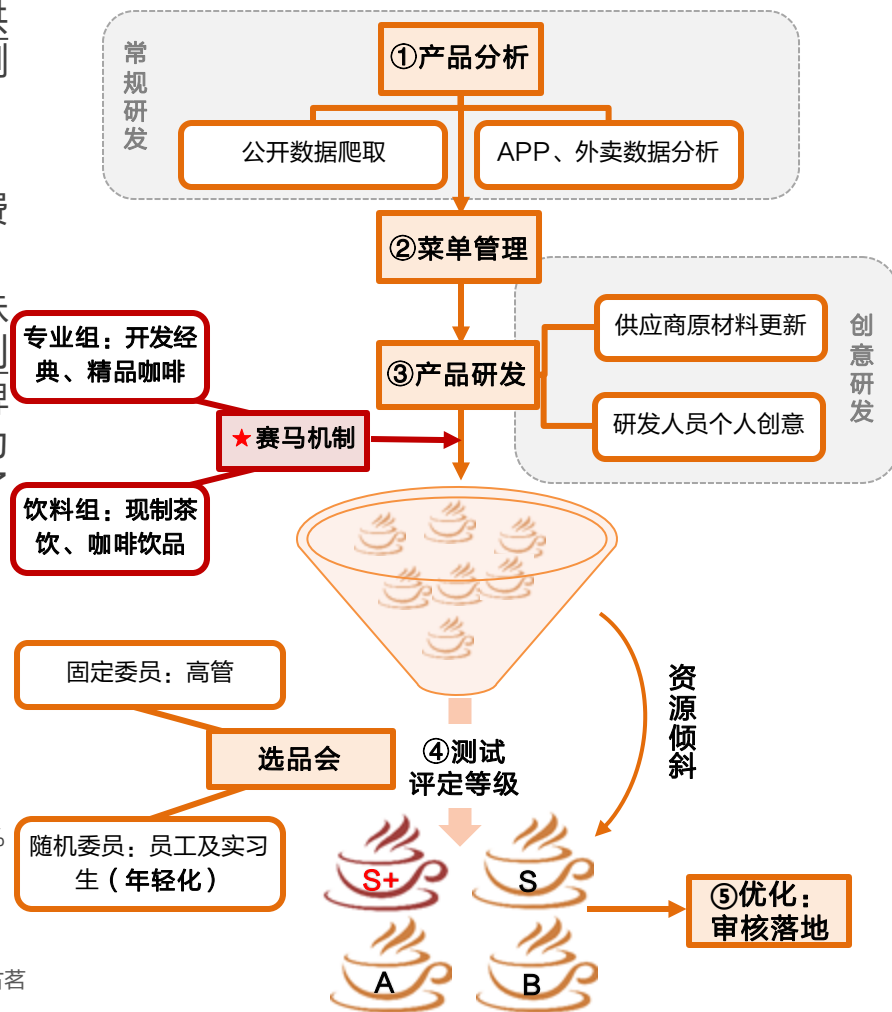 常规研发
①产品分析
公开数据爬取
APP、外卖数据分析
②菜单管理
③产品研发
供应商原材料更新
研发人员个人创意
创意研发
专业组：开发经
典、精品咖啡
★赛马机制
饮料组：现制茶
饮、咖啡饮品
资源倾斜
固定委员：高管
选品会
④测试
评定等级
随机委员：员工及实习
生（年轻化）
S+
S
A
B
⑤优化：
审核落地
茗